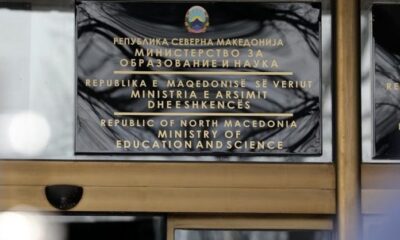 РЕПУБЛИКА СЕВЕРНА МАКЕДОНИЈА
МИНИСТЕРСТВО ЗА
ОБРАЗОВАНИЕ И НАУКА
REPUBLIKA E MAQEDONISË SË VERIUT
MINISTRIA E ARSIMIT
DHE ESHKENCËS
REPUBLIC OF NORTH MACEDONIA
MINISTRY OF
EDUCATION AND SCIENCE